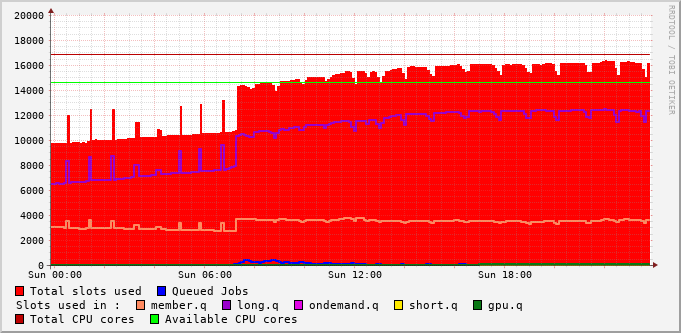 20000
18000
16000
14000
12000
10000
8000
6000
4000
2000
0
Sun 00:00 Sun 06:00 Sun 12:00 Sun 18:00
RRDTOOL / TOBI OETIKER
Total slots used Queued Jobs
Slots used in : member.q long.q ondemand.q short.q gpu.q
Total CPU cores Available CPU cores